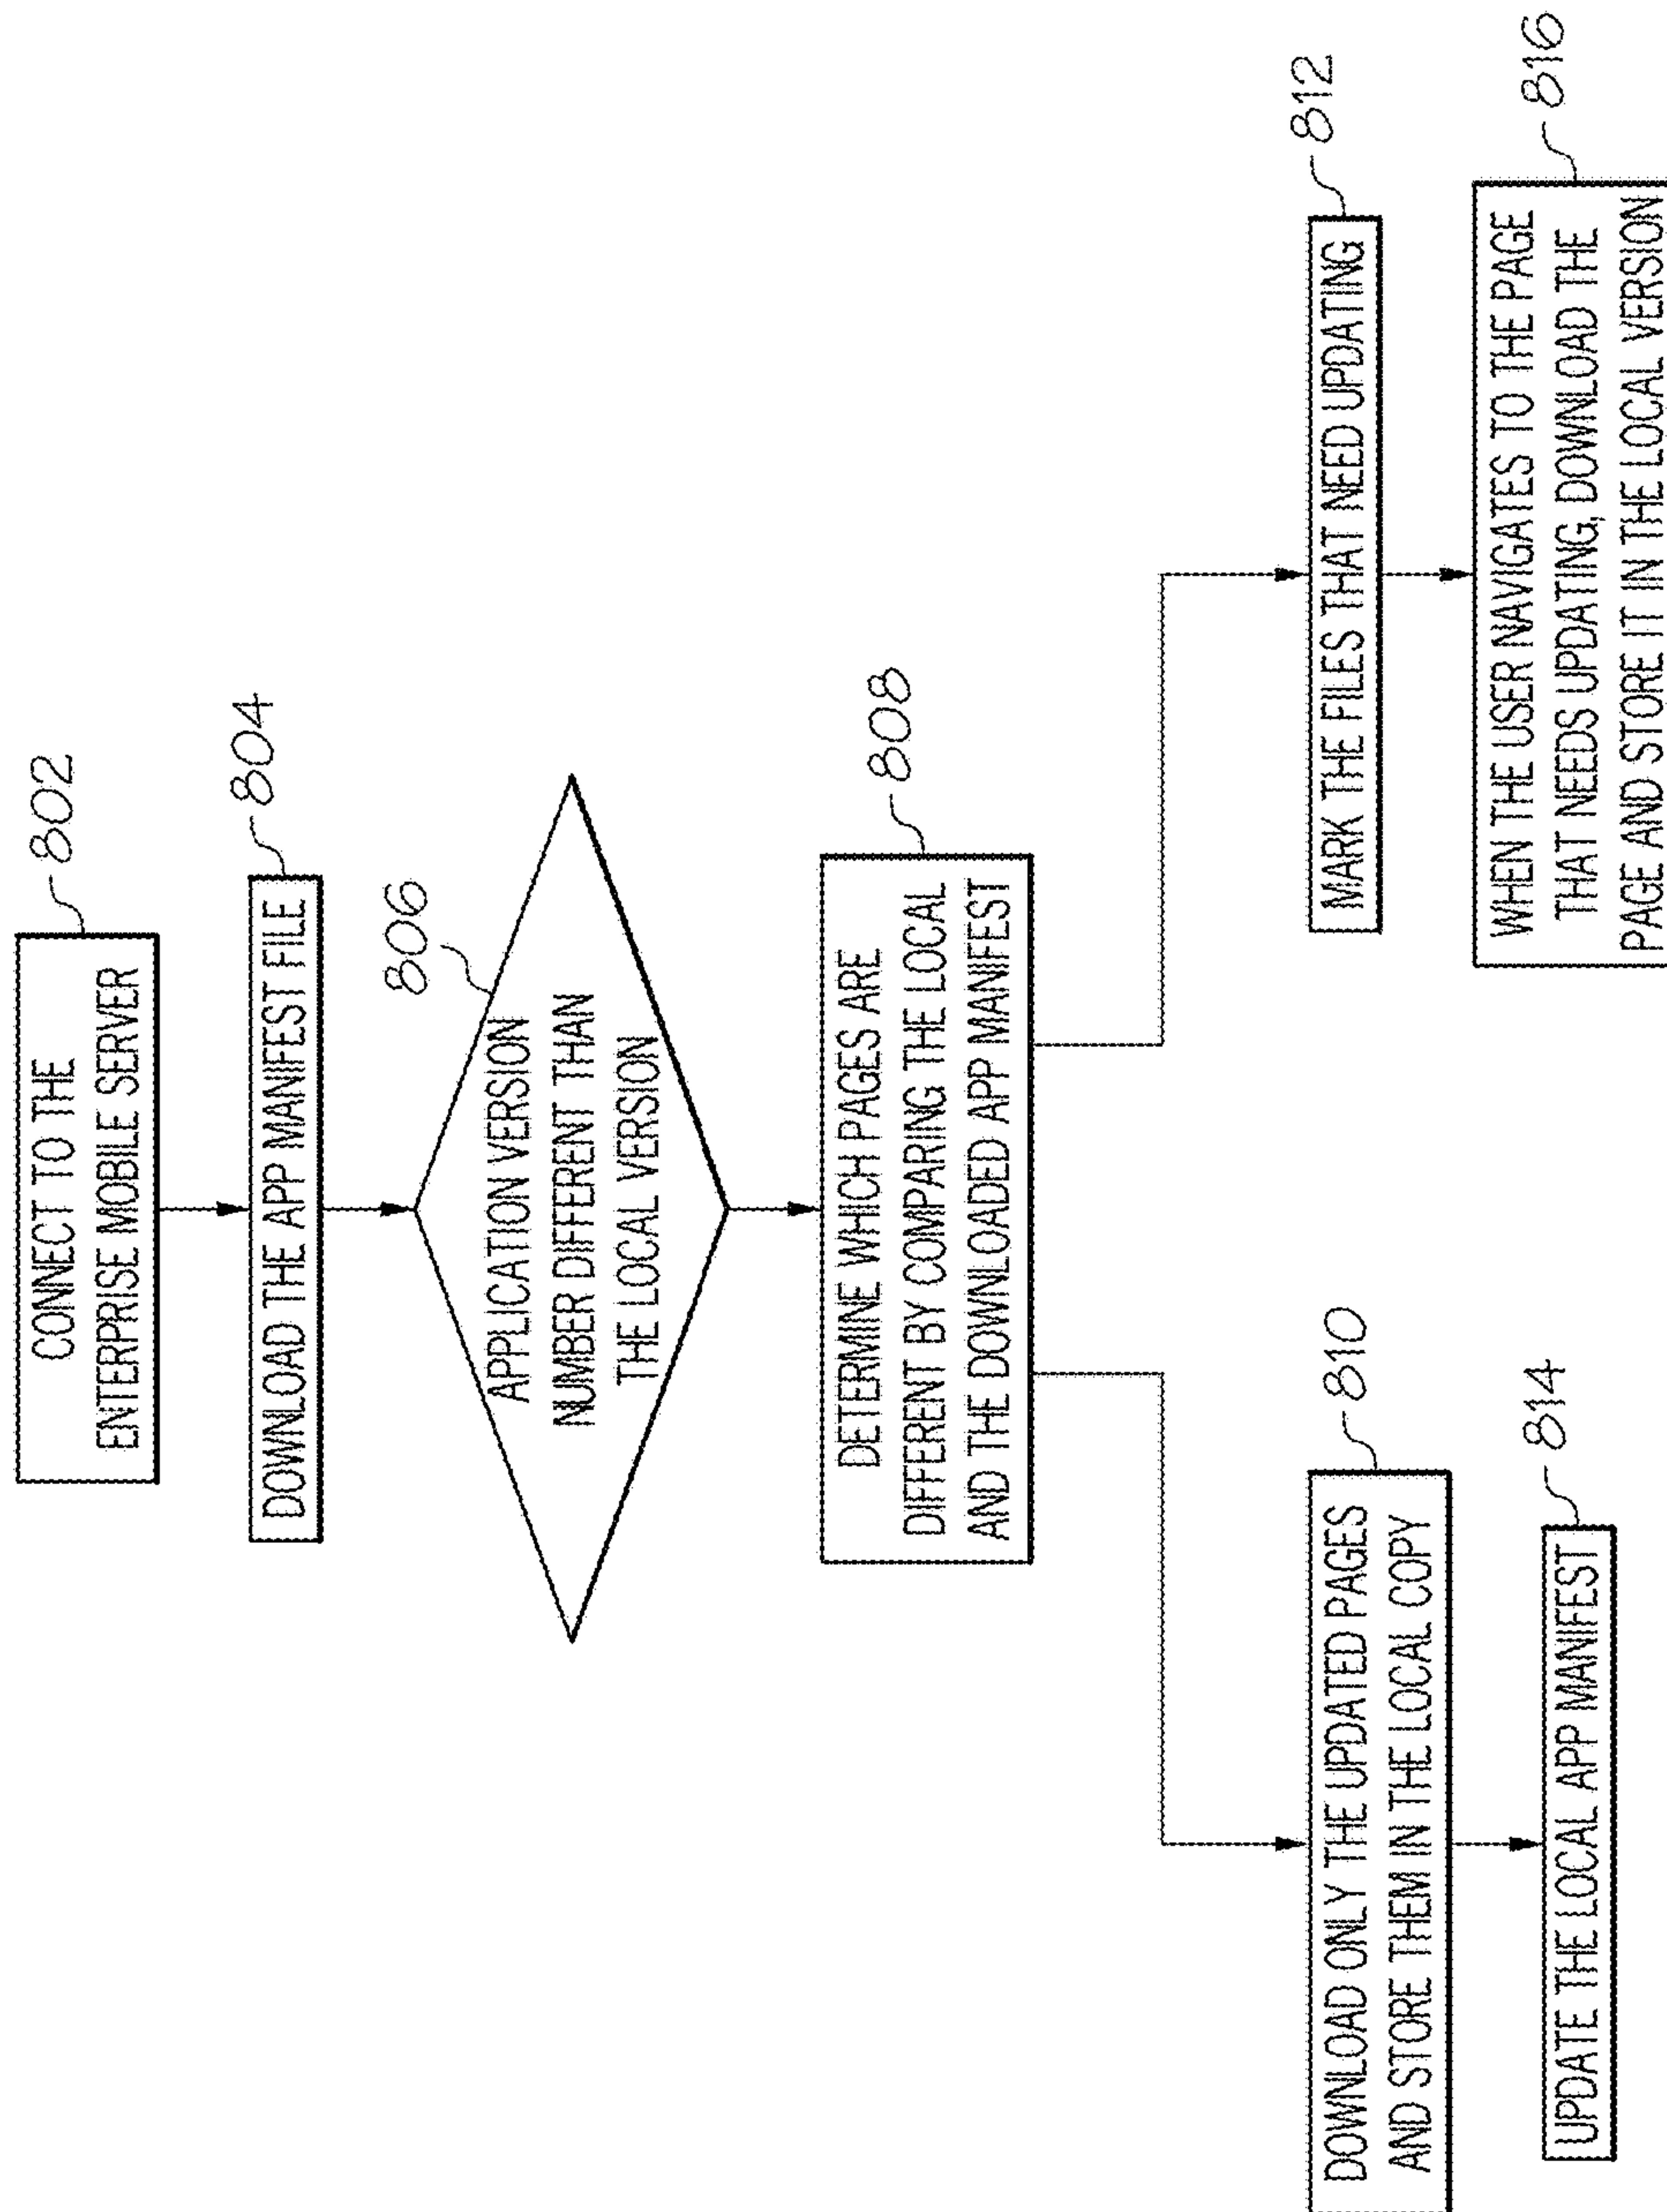 CONNECT TO THE
ENTERPRISE MOBILE SERVER
802
DOWNLOAD THE APP MANIFEST FILE
804
806
APPLICATION VERSION
NUMBER DIFFERENT THAN
THE LOCAL VERSION
DETERMINE WHICH PAGES ARE
DIFFERENT BY COMPARING THE LOCAL
AND THE DOWNLOADED APP MANIFEST
808
DOWNLOAD ONLY THE UPDATED PAGES
AND STORE THEM IN THE LOCAL COPY
810
UPDATE THE LOCAL APP MANIFEST
814
MARK THE FILES THAT NEED UPDATING
812
WHEN THE USER NAVIGATES TO THE PAGE
THAT NEEDS UPDATING, DOWNLOAD THE
PAGE AND STORE IT IN THE LOCAL VERSION
816